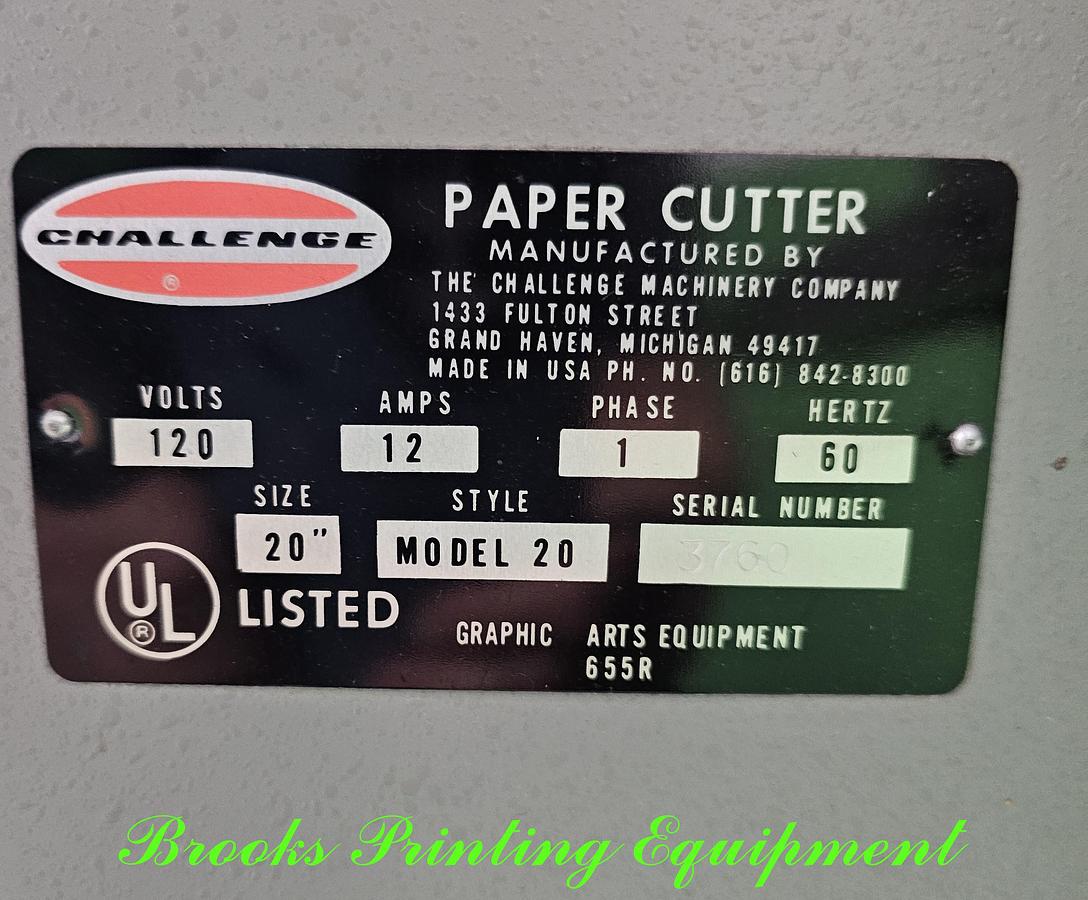 CHALLENGE
®
PAPER CUTTER
MANUFACTURED BY
THE CHALLENGE MACHINERY COMPANY
1433 FULTON STREET
GRAND HAVEN, MICHIGAN 49417
MADE IN USA PH. NO. (616) 842-8300
VOLTS AMPS PHASE HERTZ
120 12 1 60
SIZE STYLE SERIAL NUMBER
20" MODEL 20 3760
UL ® LISTED
GRAPHIC ARTS EQUIPMENT
655R
Brooks Printing Equipment